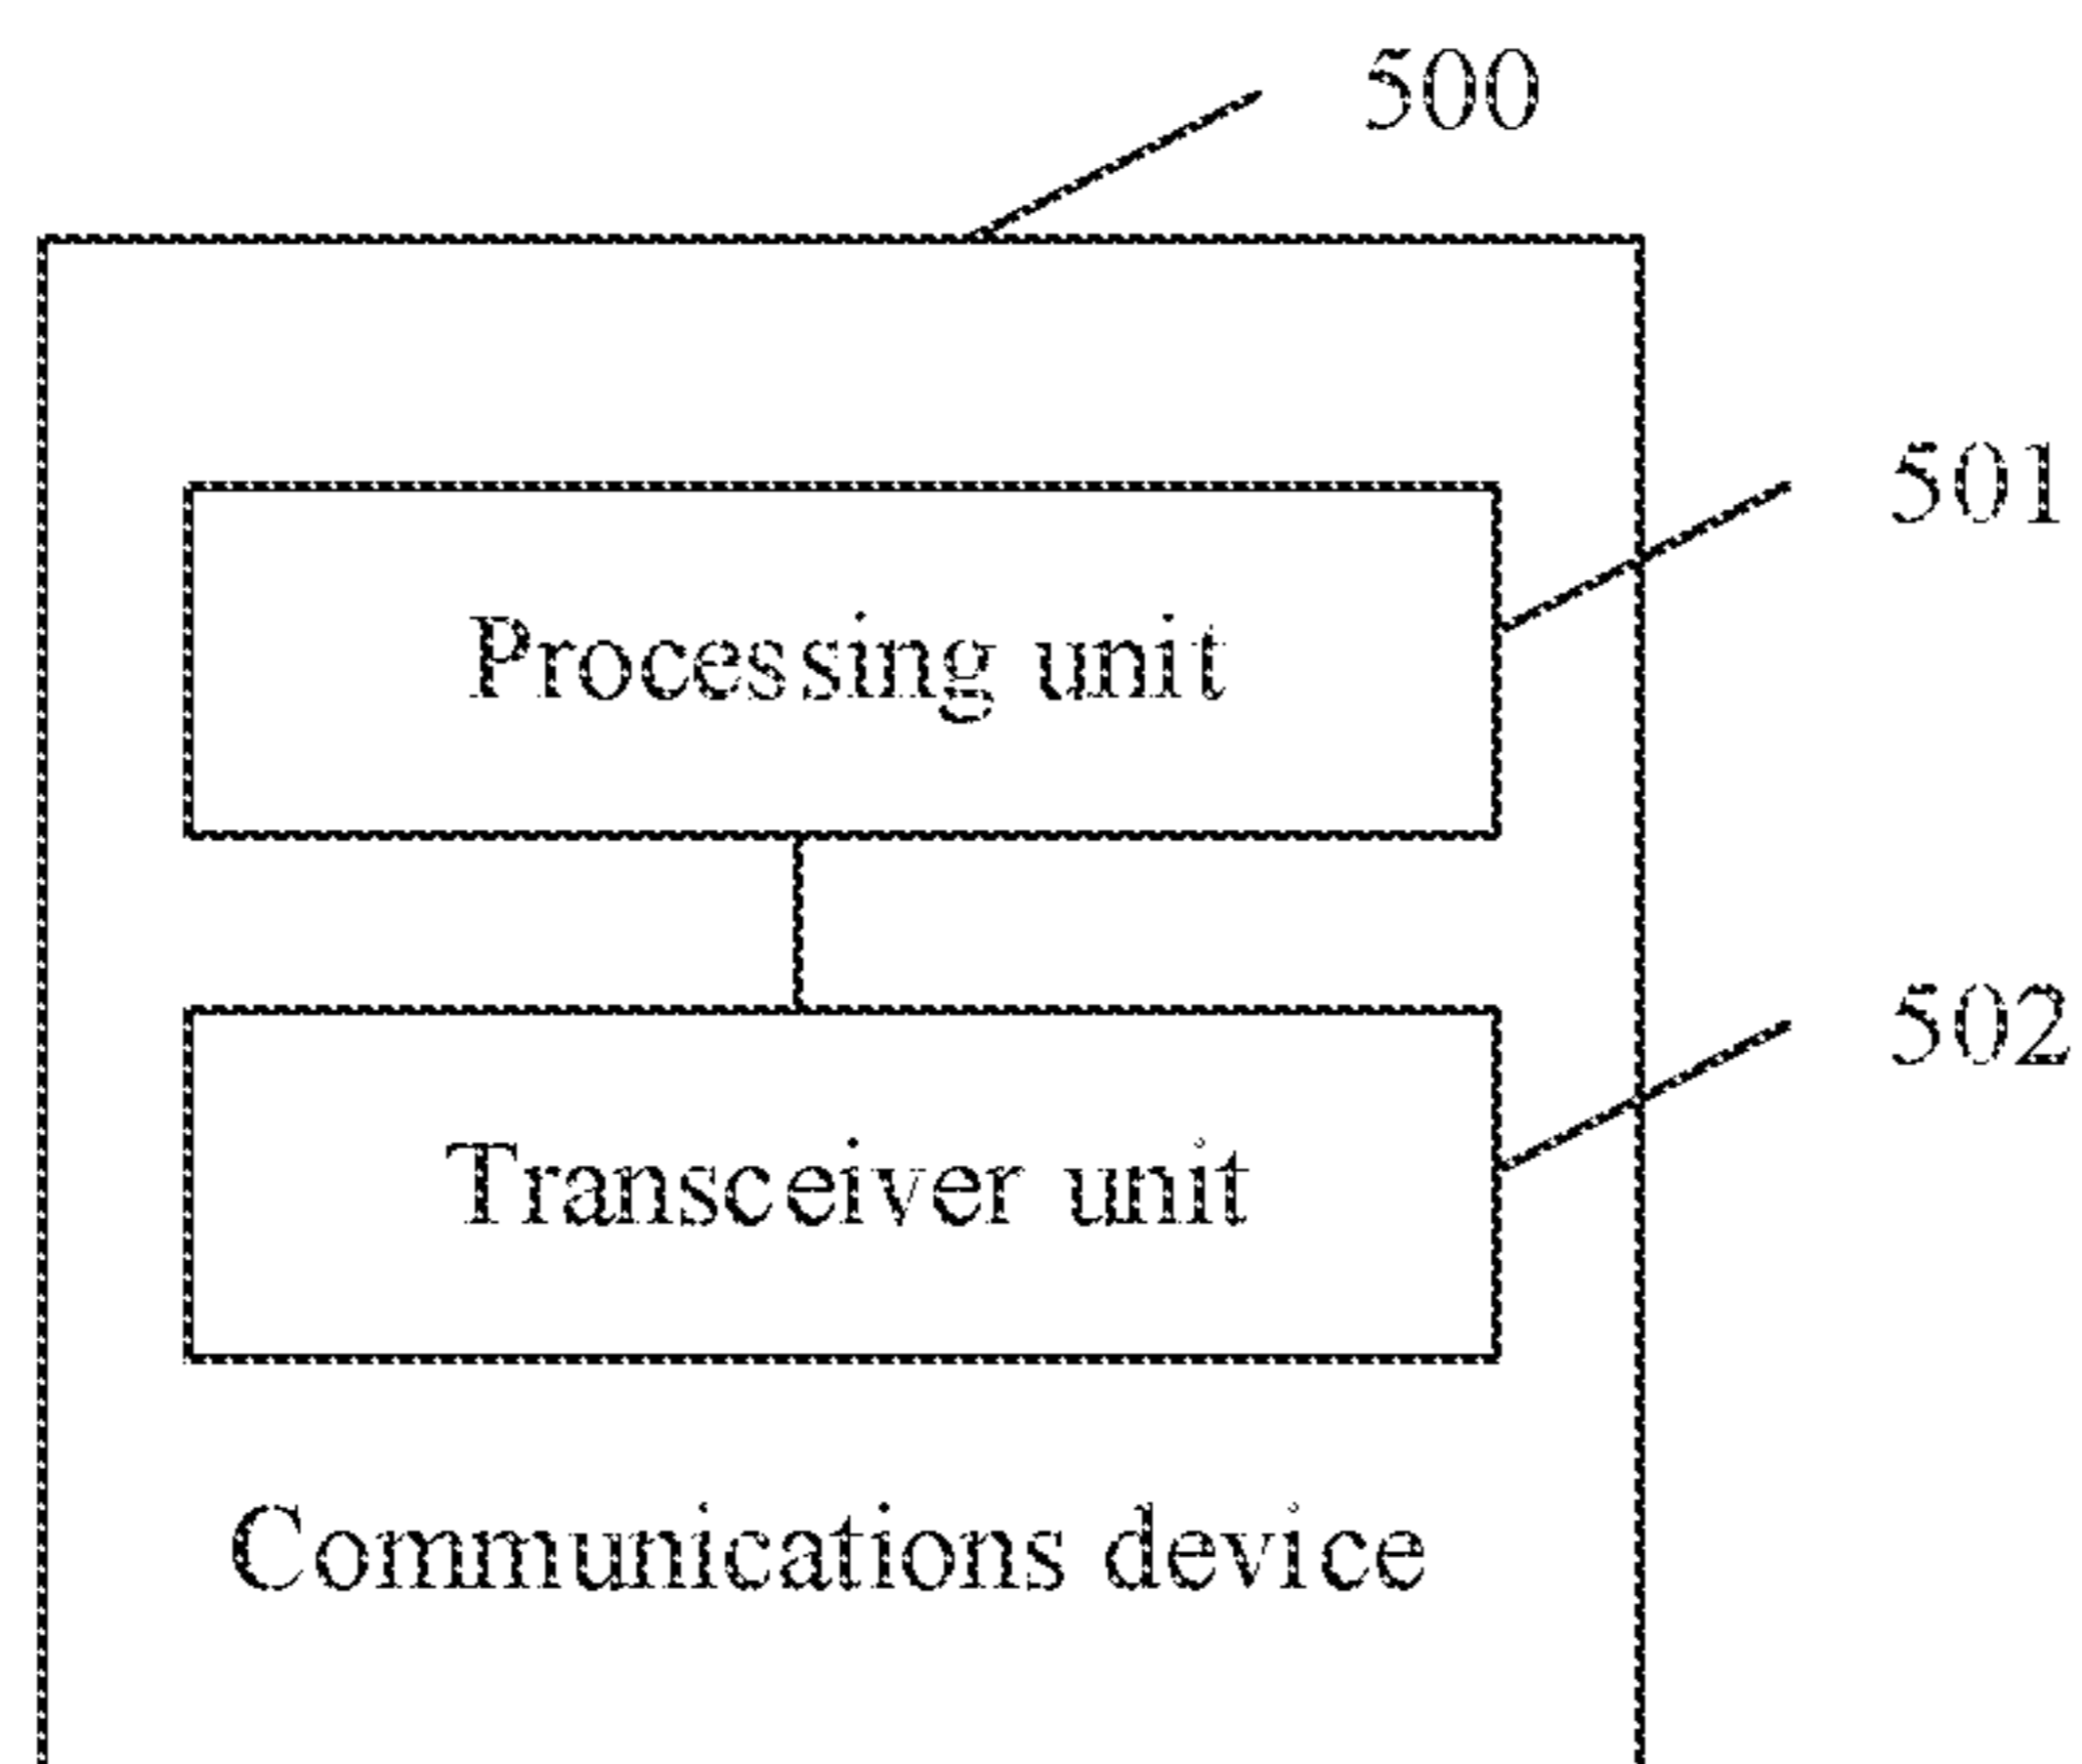 500
501
Processing unit
502
Transceiver unit
Communications device